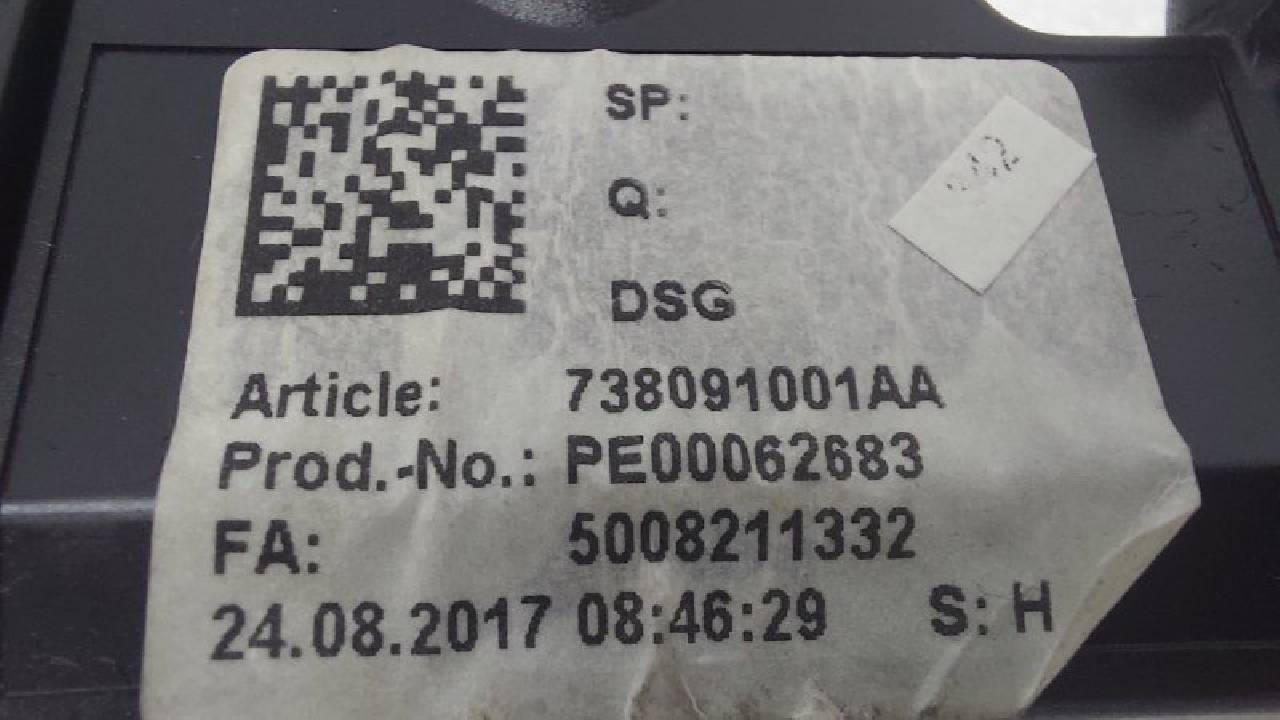 SP:
Q:
DSG
Article: 738091001AA
Prod.-No.: PE00062683
FA: 5008211332
24.08.2017 08:46:29 S: H